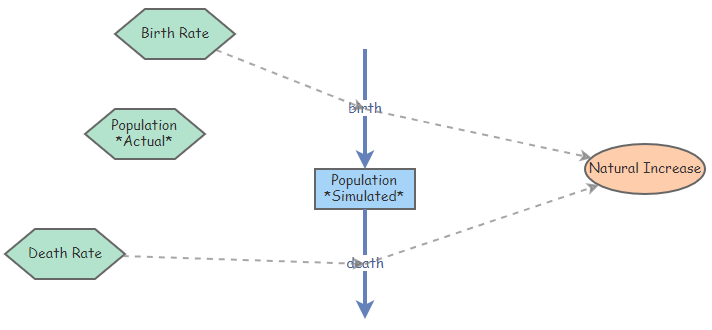 Birth Rate
birth
Population
*Actual*
Natural Increase
Population
*Simulated*
Death Rate
death